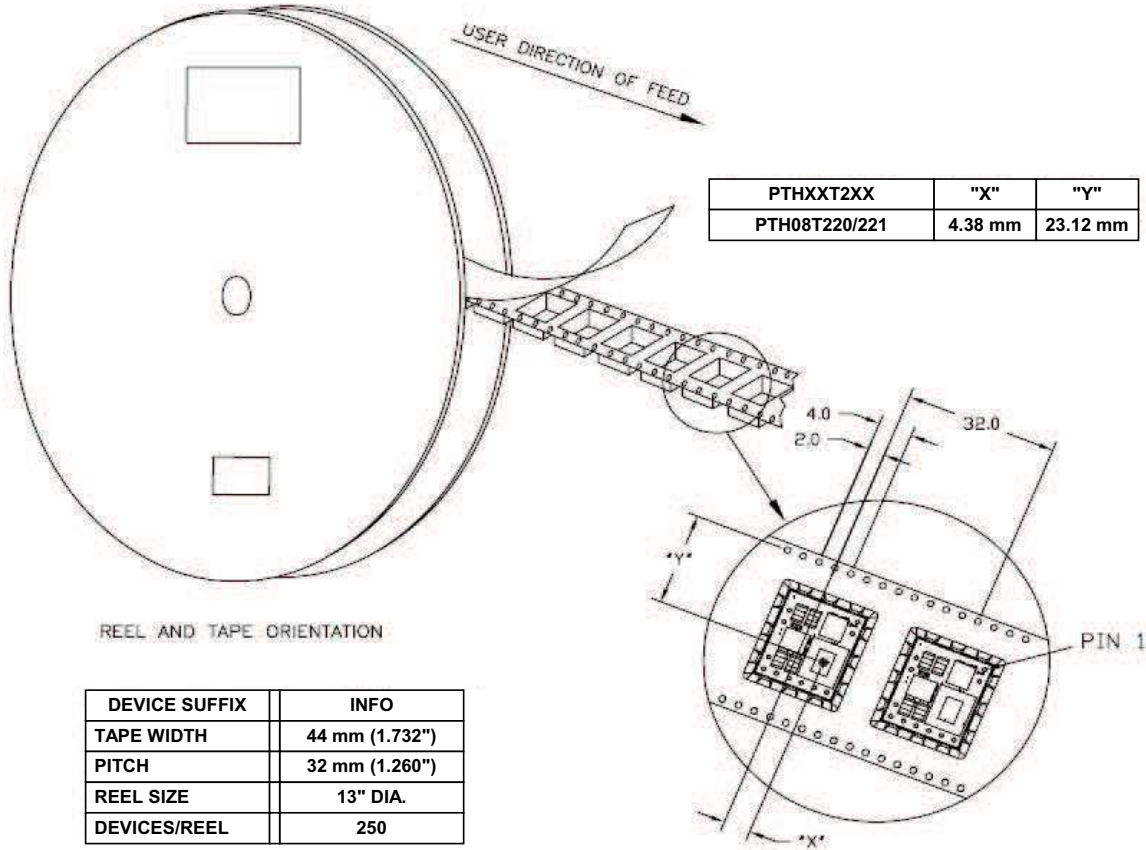 USER DIRECTION OF FEED
PTHXXT2XX "X" "Y"
PTH08T220/221 4.38 mm 23.12 mm
4.0
2.0
32.0
"Y"
PIN 1
"X"
REEL AND TAPE ORIENTATION
DEVICE SUFFIX INFO
TAPE WIDTH 44 mm (1.732")
PITCH 32 mm (1.260")
REEL SIZE 13" DIA.
DEVICES/REEL 250